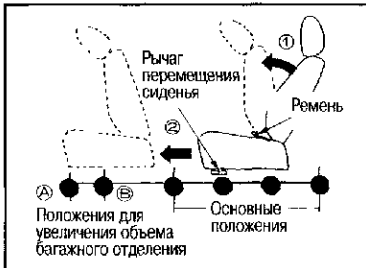 Рычаг
перемещения
сиденья
①
Ремень
②
Ⓐ
Ⓑ
Положения для
увеличения объема
багажного отделения
Основные
положения